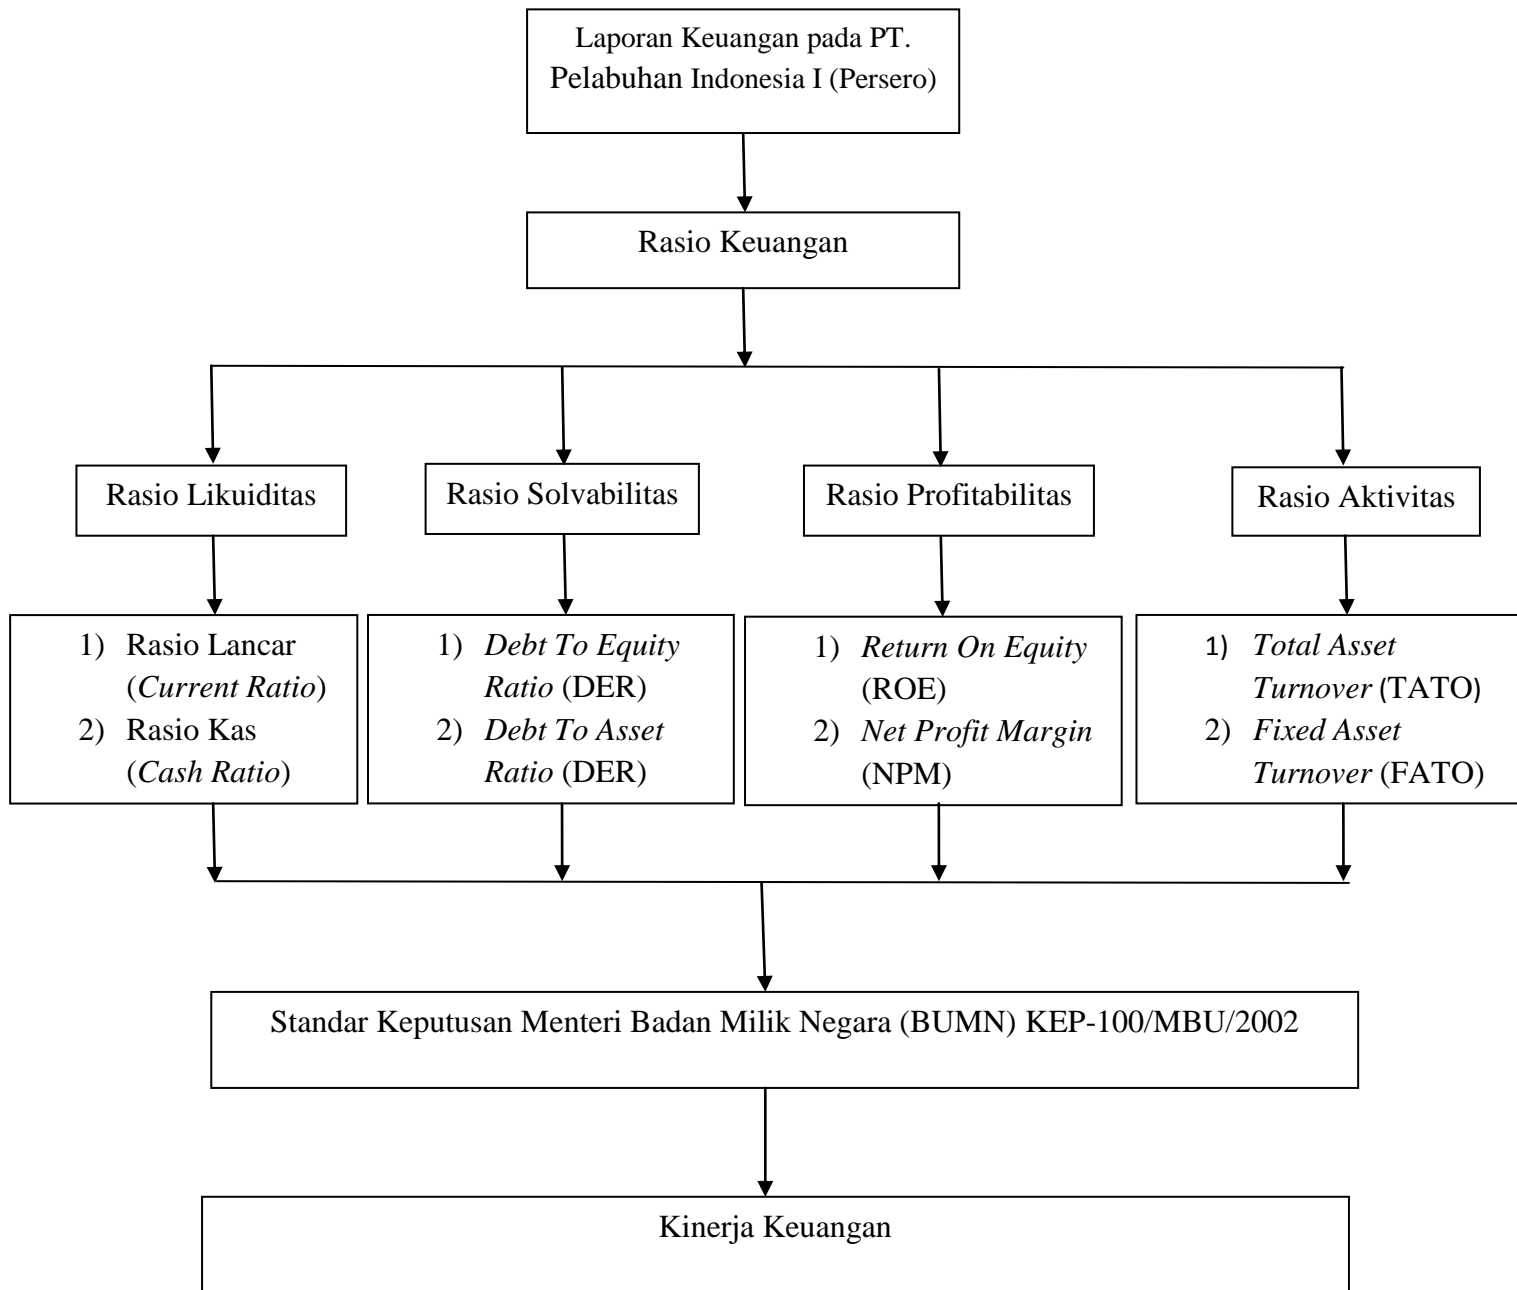 Laporan Keuangan pada PT.
Pelabuhan Indonesia I (Persero)
Rasio Keuangan
Rasio Likuiditas
Rasio Solvabilitas
Rasio Profitabilitas
Rasio Aktivitas
1) Rasio Lancar
(Current Ratio)
2) Rasio Kas
(Cash Ratio)
1) Debt To Equity
Ratio (DER)
2) Debt To Asset
Ratio (DER)
1) Return On Equity
(ROE)
2) Net Profit Margin
(NPM)
1) Total Asset
Turnover (TATO)
2) Fixed Asset
Turnover (FATO)
Standar Keputusan Menteri Badan Milik Negara (BUMN) KEP-100/MBU/2002
Kinerja Keuangan